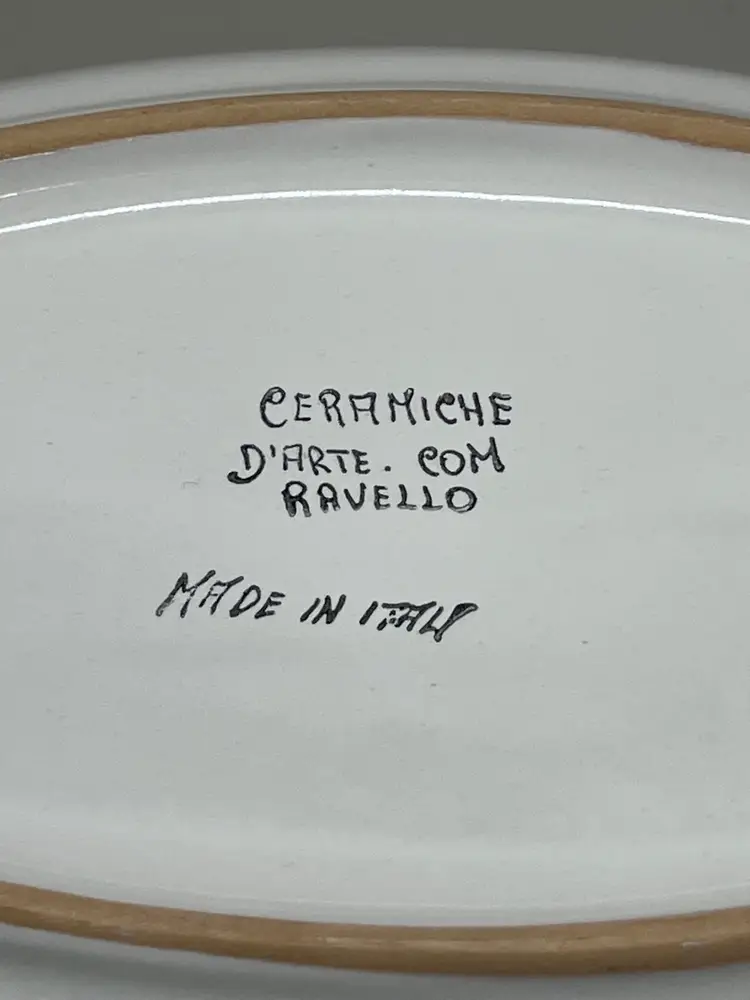 CERAMICHE
D'ARTE. COM
RAVELLO
MADE IN ITALY